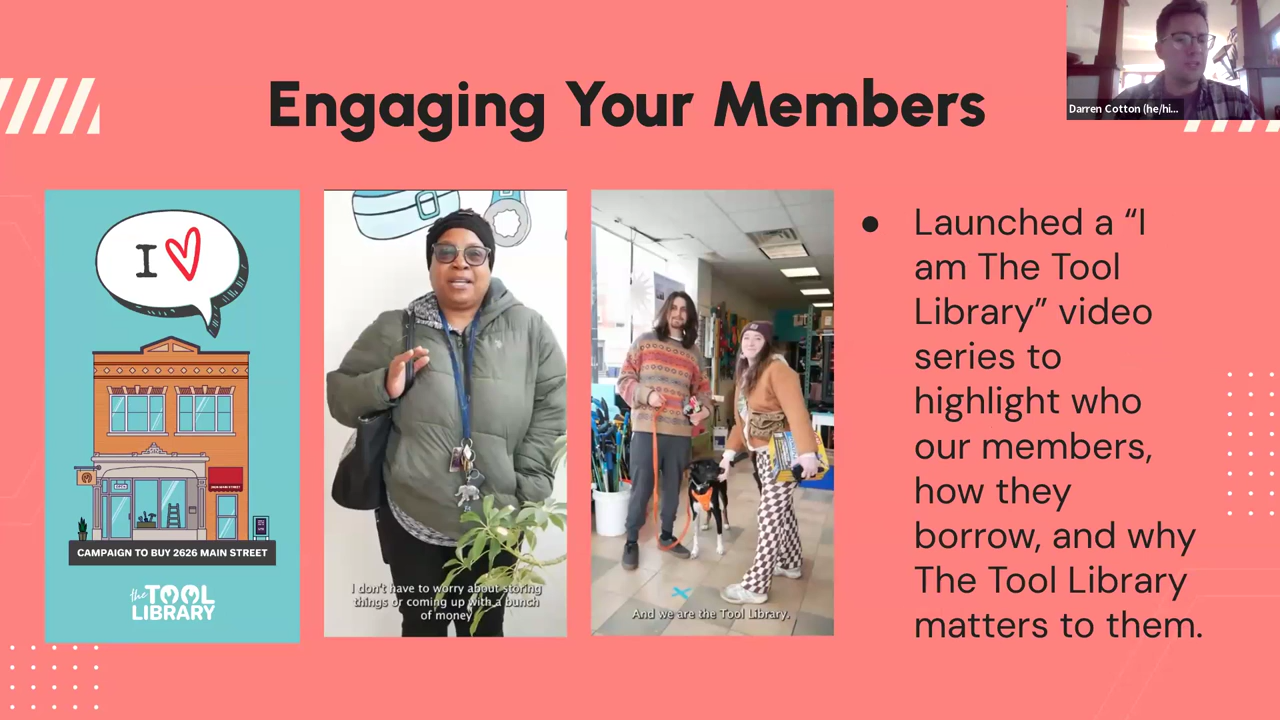 Engaging Your Members
Darren Cotton (he/hi...
I
CAMPAIGN TO BUY 2626 MAIN STREET
the TOOL
LIBRARY
I don't have to worry about storing
things or coming up with a bunch
of money
And we are the Tool Library.
● Launched a “I
am The Tool
Library” video
series to
highlight who
our members,
how they
borrow, and why
The Tool Library
matters to them.